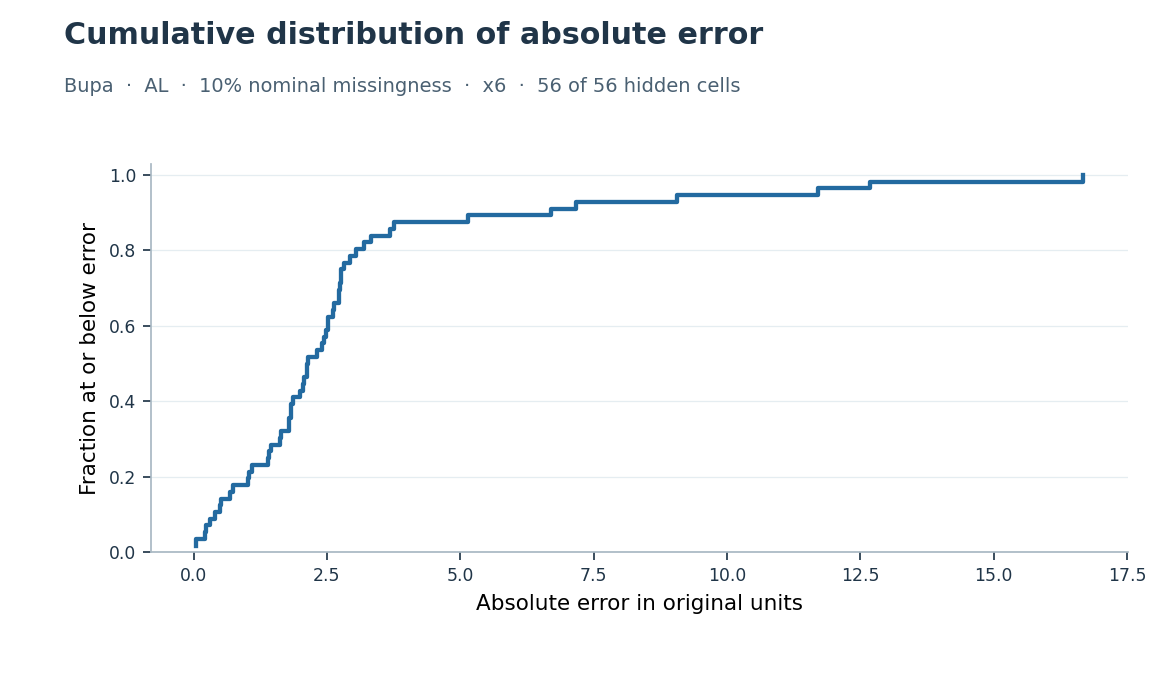 Cumulative distribution of absolute error
Bupa · AL · 10% nominal missingness · x6 · 56 of 56 hidden cells
Fraction at or below error
1.0
0.8
0.6
0.4
0.2
0.0
0.0 2.5 5.0 7.5 10.0 12.5 15.0 17.5
Absolute error in original units